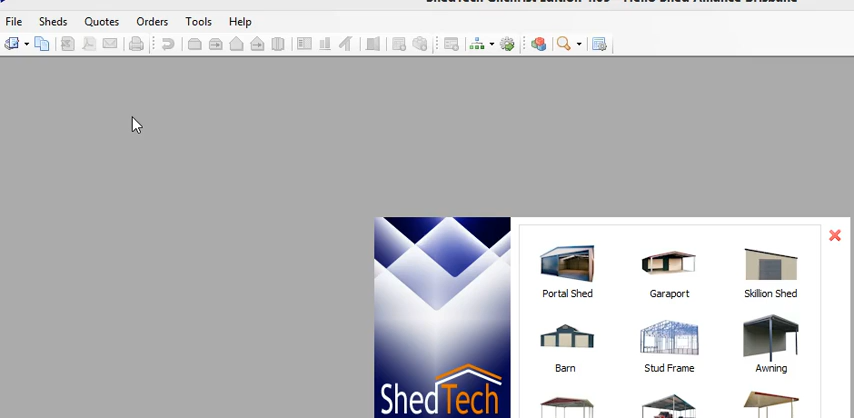 File Sheds Quotes Orders Tools Help
Portal Shed Garaport Skillion Shed
Barn Stud Frame Awning
ShedTech